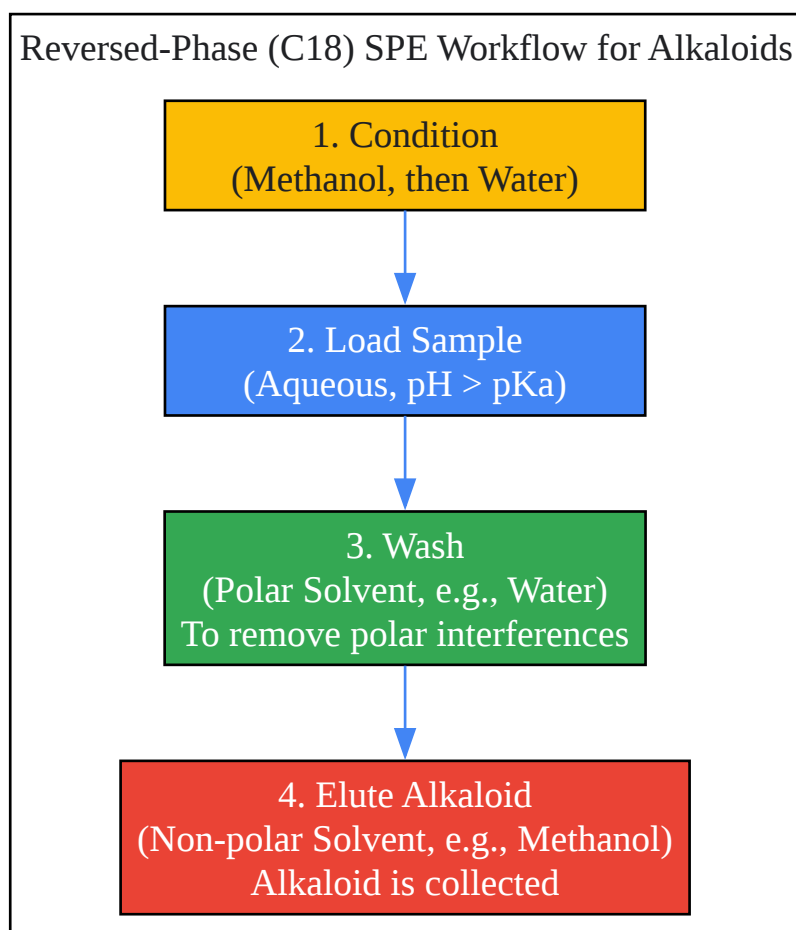 Reversed-Phase (C18) SPE Workflow for Alkaloids
1. Condition
(Methanol, then Water)
2. Load Sample
(Aqueous, pH > pKa)
3. Wash
(Polar Solvent, e.g., Water)
To remove polar interferences
4. Elute Alkaloid
(Non-polar Solvent, e.g., Methanol)
Alkaloid is collected